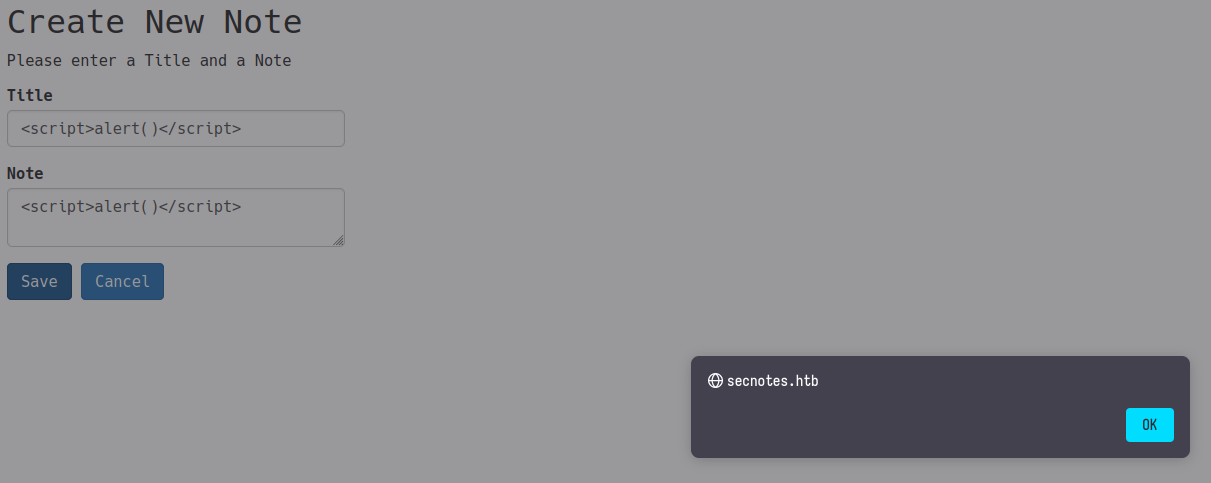 Create New Note
Please enter a Title and a Note
Title
<script>alert()</script>
Note
<script>alert()</script>
Save Cancel
secnotes.htb
OK